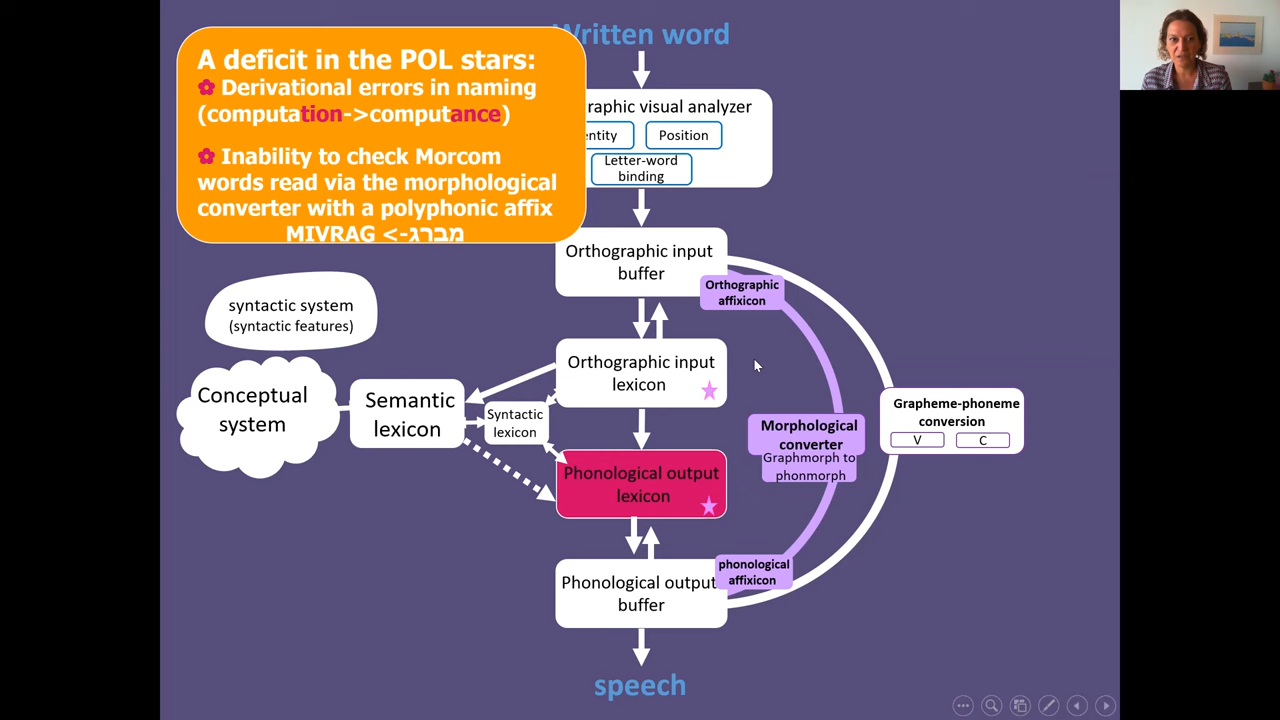 Written word
A deficit in the POL stars:
Derivational errors in naming
(computation->computance)
Inability to check Morcom
words read via the morphological
converter with a polyphonic affix
MIVRAG <-מברג
graphic visual analyzer
entity
Position
Letter-word
binding
Orthographic input
buffer
Orthographic
affixicon
syntactic system
(syntactic features)
Orthographic input
lexicon
Conceptual
system
Semantic
lexicon
Syntactic
lexicon
Grapheme-phoneme
conversion
V
C
Morphological
converter
Graphmorph to
phonmorph
Phonological output
lexicon
phonological
affixicon
Phonological output
buffer
speech